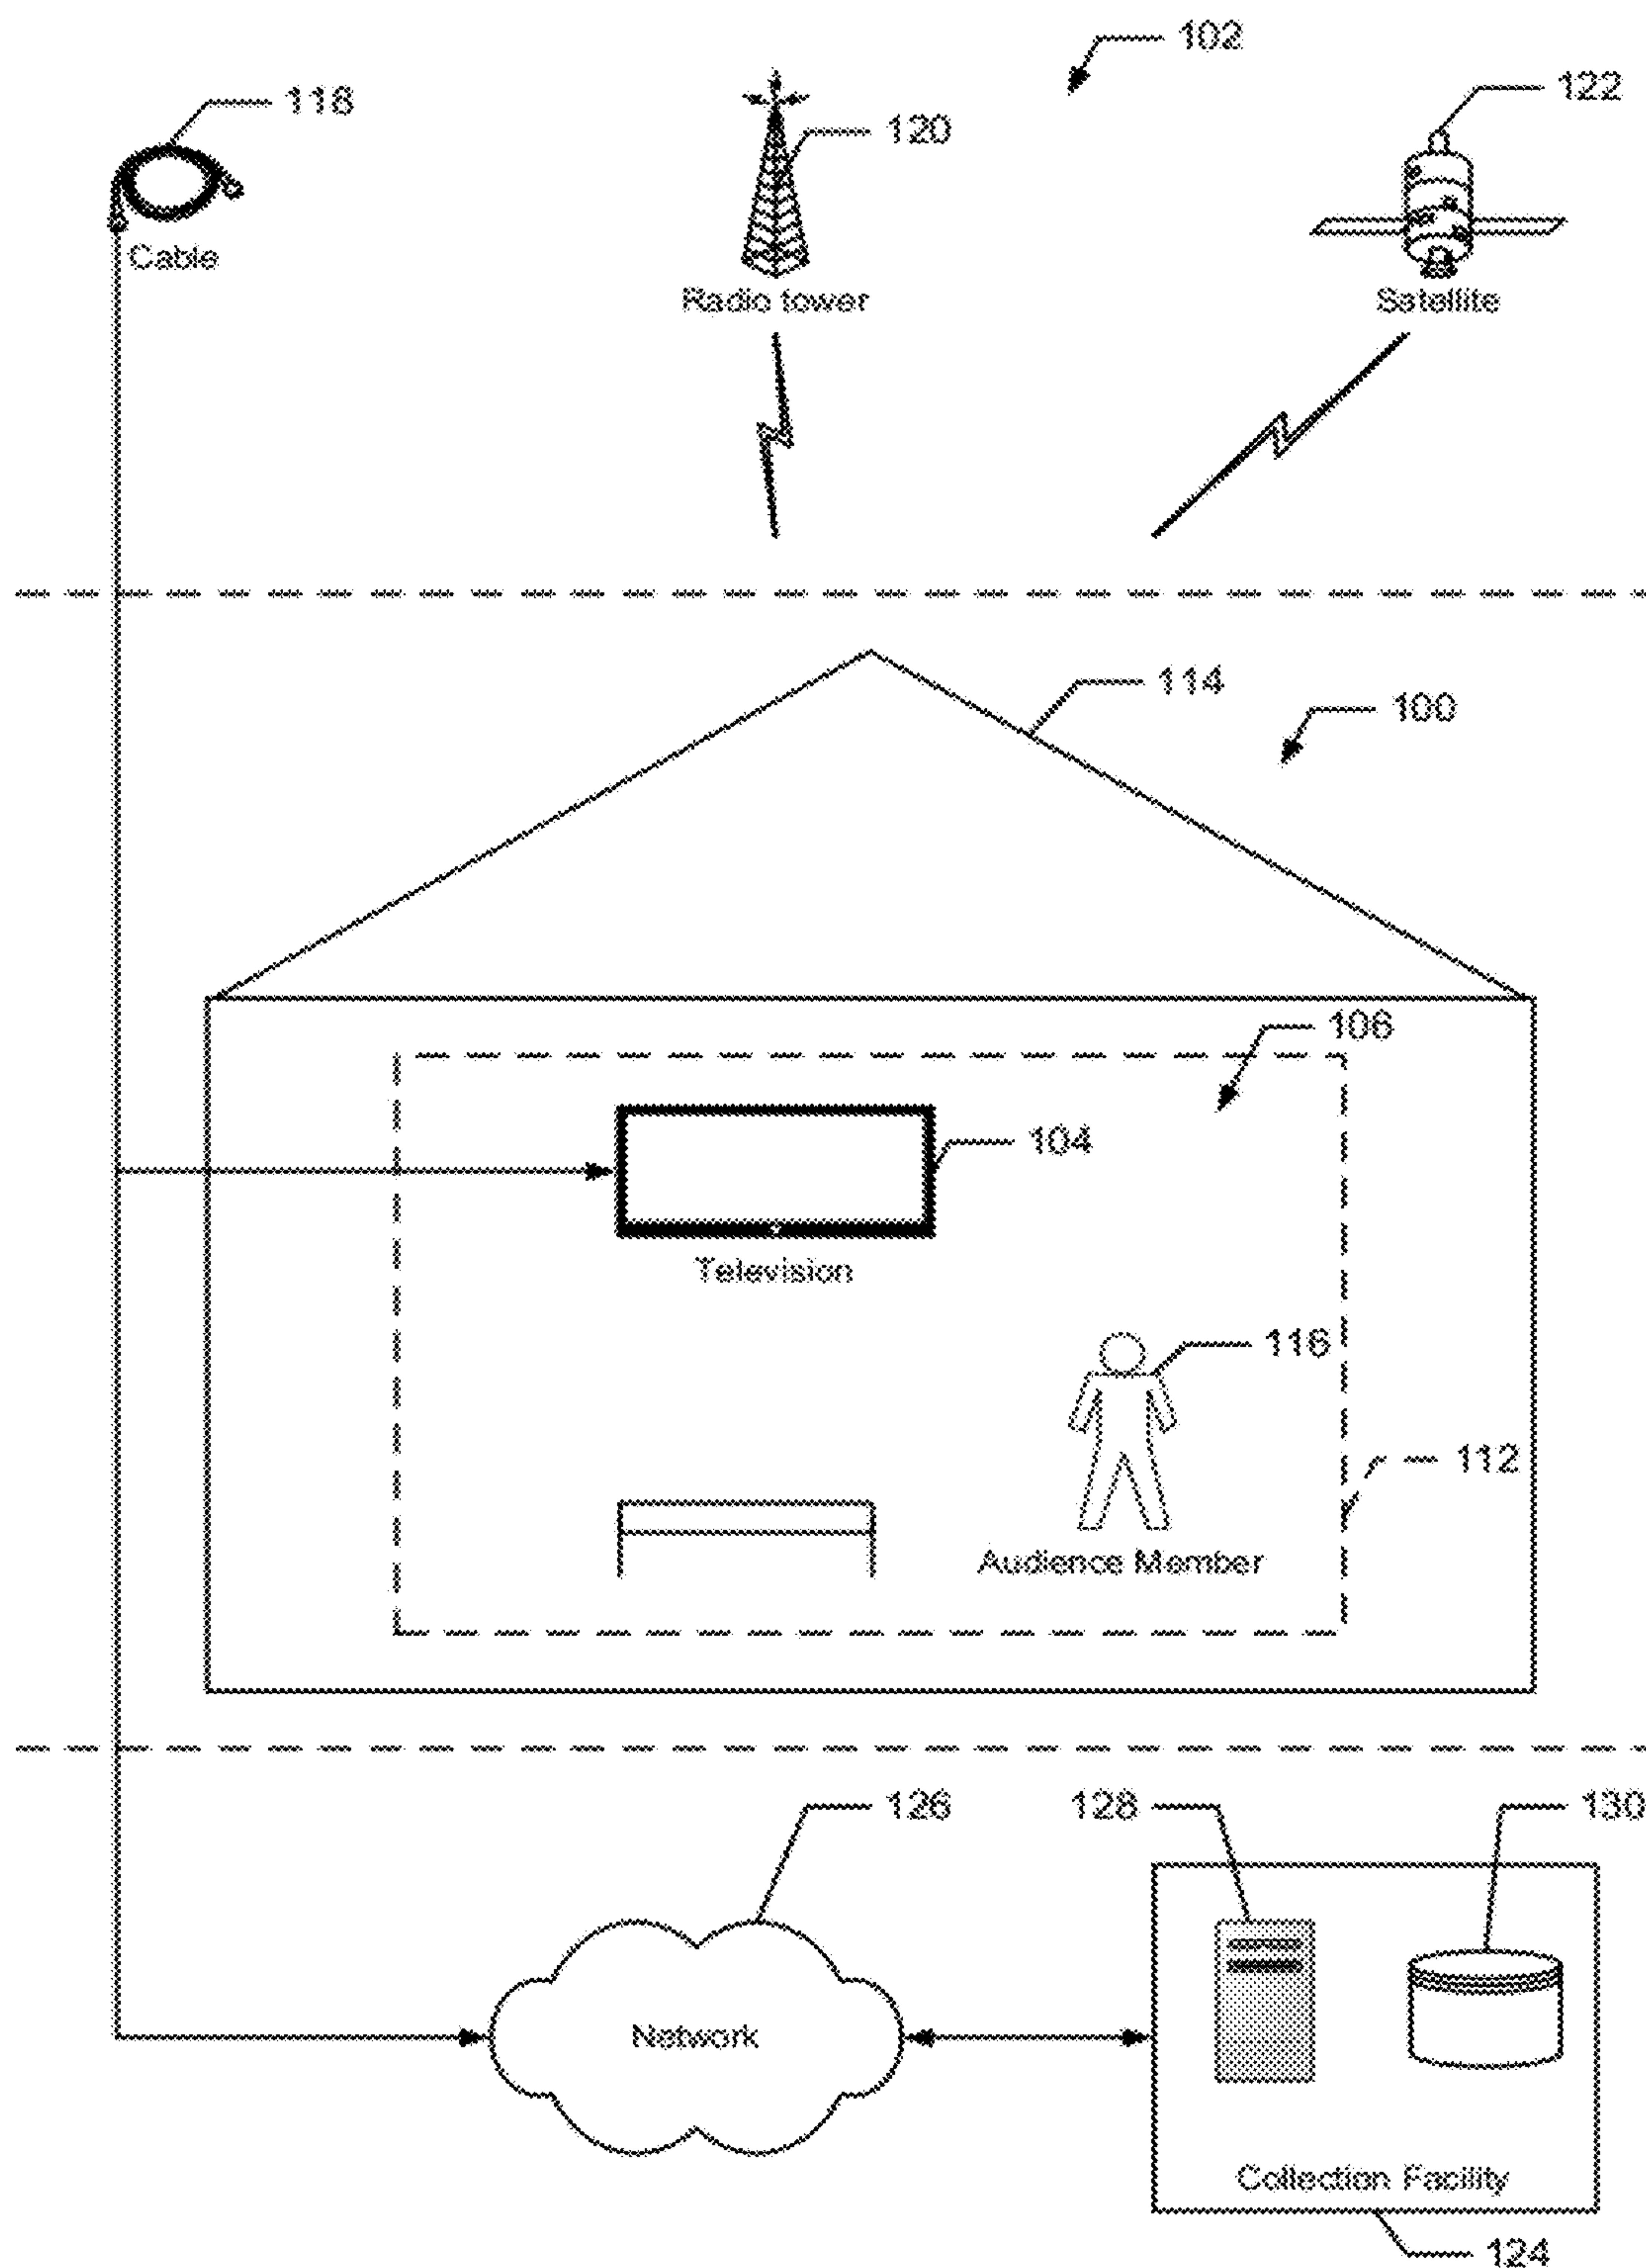 102
122
118
120
Cable
Radio tower
Satellite
114
100
106
104
Television
116
112
Audience Member
126
128
130
Network
Collection Facility
124